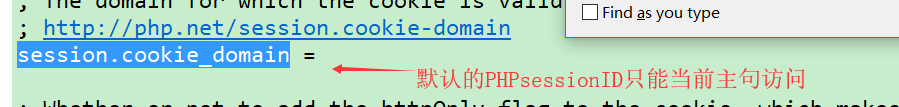 ; The domain for which the cookie is valid
; http://php.net/session.cookie-domain
session.cookie_domain =
Find as you type
默认的PHPsessionID只能当前主句访问
; Whether or not to add the httpOnly flag to the cookie, which makes